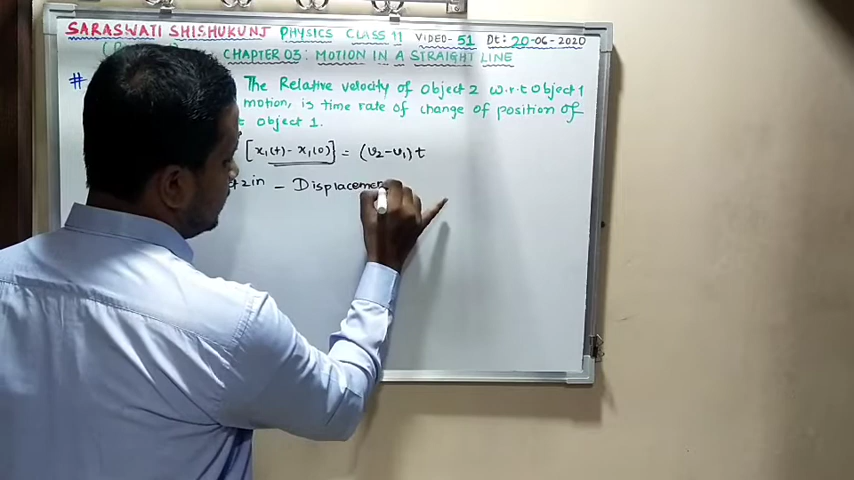 SARASWATI SHISHUKUNJ PHYSICS CLASS 11 VIDEO-51 Dt: 20-06-2020
CHAPTER 03: MOTION IN A STRAIGHT LINE
# The Relative velocity of object 2 w.r.t object 1
motion, is time rate of change of position of
object 1.
[x₁(t) - x₁(0)] = (v₂-v₁)t
in - Displacemen